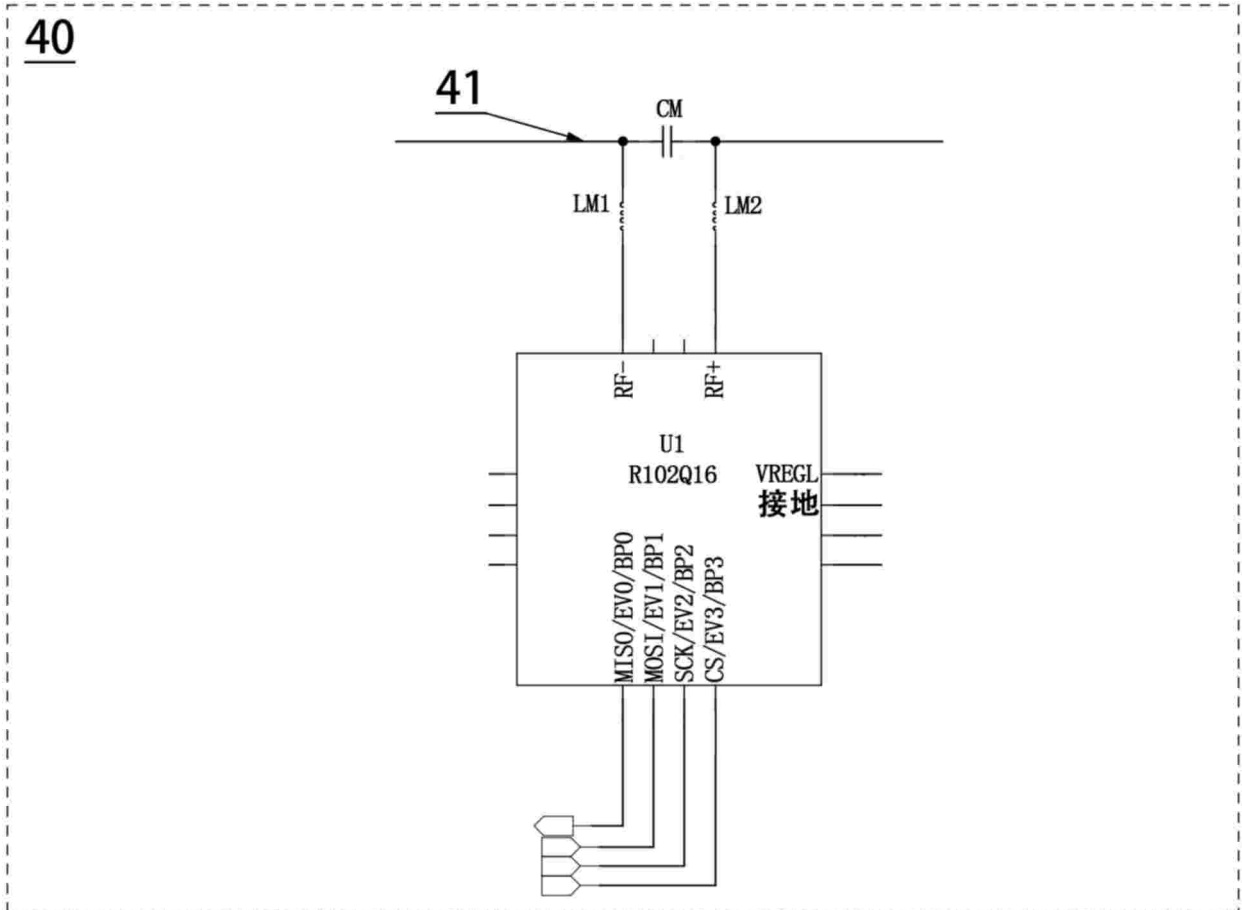 40
41
CM
LM1
LM2
RF-
RF+
U1
R102Q16
VREGL
接地
MISO/EV0/BP0
MOSI/EV1/BP1
SCK/EV2/BP2
CS/EV3/BP3